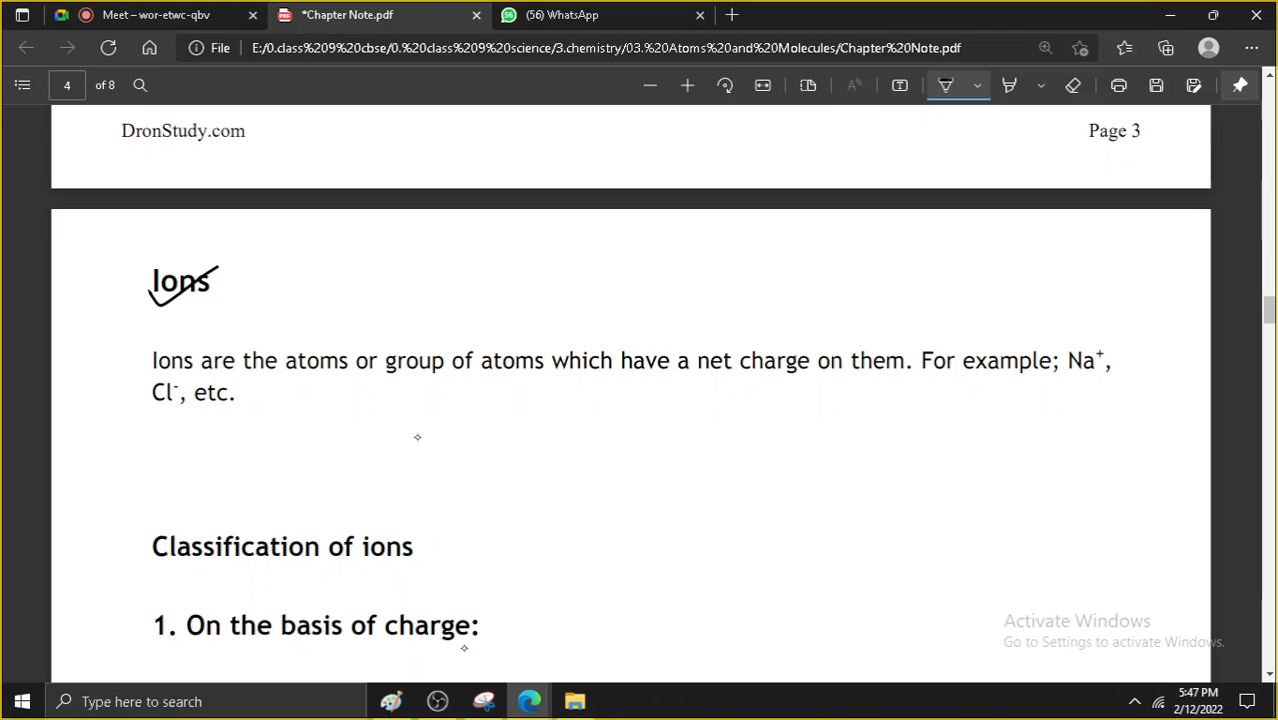 Meet – wor-etwc-qbv
*Chapter Note.pdf
(56) WhatsApp
File
E:/0.class%209%20cbse/0.%20class%209%20science/3.chemistry/03.%20Atoms%20and%20Molecules/Chapter%20Note.pdf
4 of 8
DronStudy.com Page 3
Ions
Ions are the atoms or group of atoms which have a net charge on them. For example; Na⁺,
Cl⁻, etc.
Classification of ions
1. On the basis of charge:
Activate Windows
Go to Settings to activate Windows.
Type here to search
5:47 PM
2/12/2022